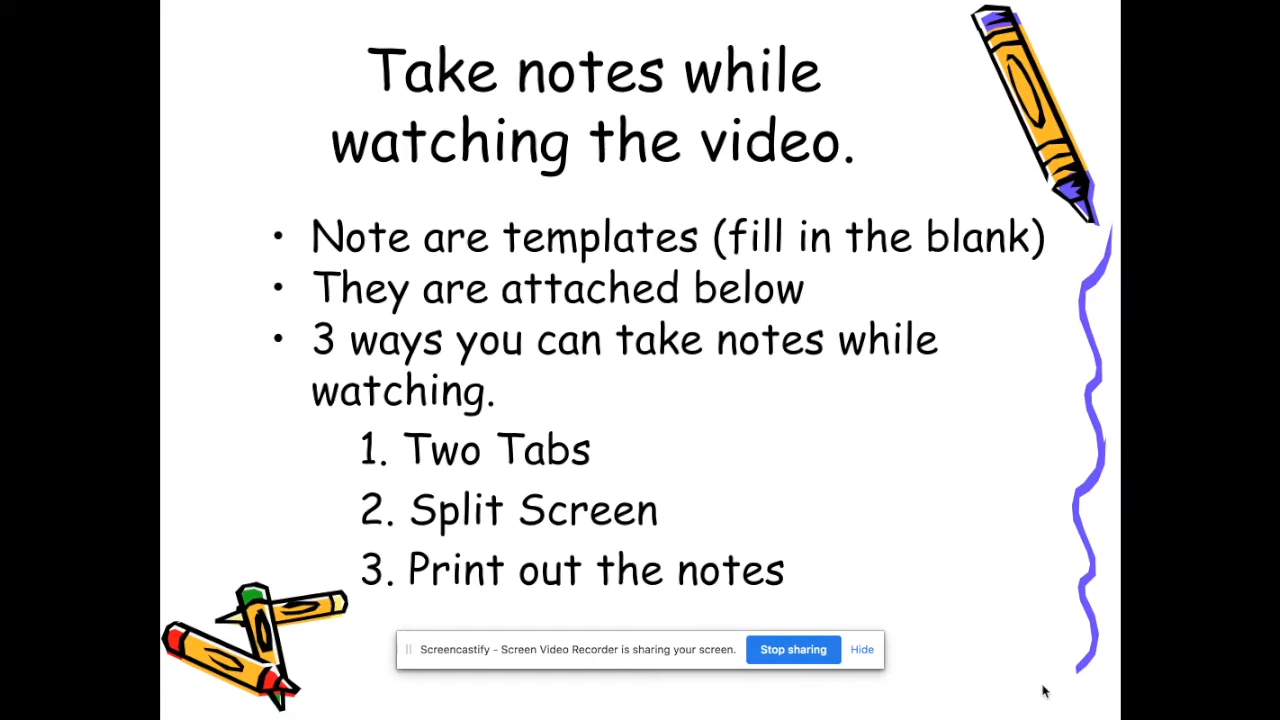 Take notes while
watching the video.
• Note are templates (fill in the blank)
• They are attached below
• 3 ways you can take notes while
watching.
1. Two Tabs
2. Split Screen
3. Print out the notes
Screencastify - Screen Video Recorder is sharing your screen. Stop sharing Hide